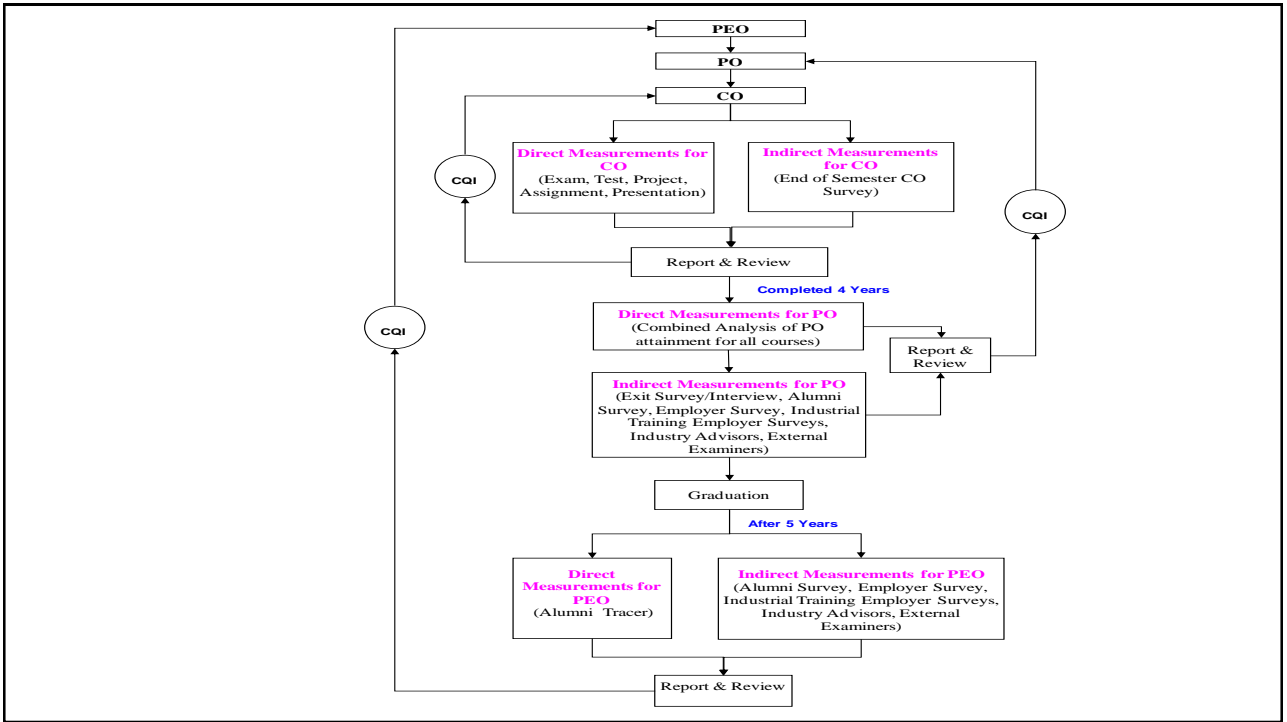 PEO
PO
CO
Direct Measurements for
CO
(Exam, Test, Project,
Assignment, Presentation)
Indirect Measurements
for CO
(End of Semester CO
Survey)
CQI
CQI
Report & Review
Completed 4 Years
Direct Measurements for PO
(Combined Analysis of PO
attainment for all courses)
Report &
Review
CQI
Indirect Measurements for PO
(Exit Survey/Interview, Alumni
Survey, Employer Survey, Industrial
Training Employer Surveys,
Industry Advisors, External
Examiners)
Graduation
After 5 Years
Direct
Measurements for
PEO
(Alumni Tracer)
Indirect Measurements for PEO
(Alumni Survey, Employer Survey,
Industrial Training Employer Surveys,
Industry Advisors, External
Examiners)
Report & Review